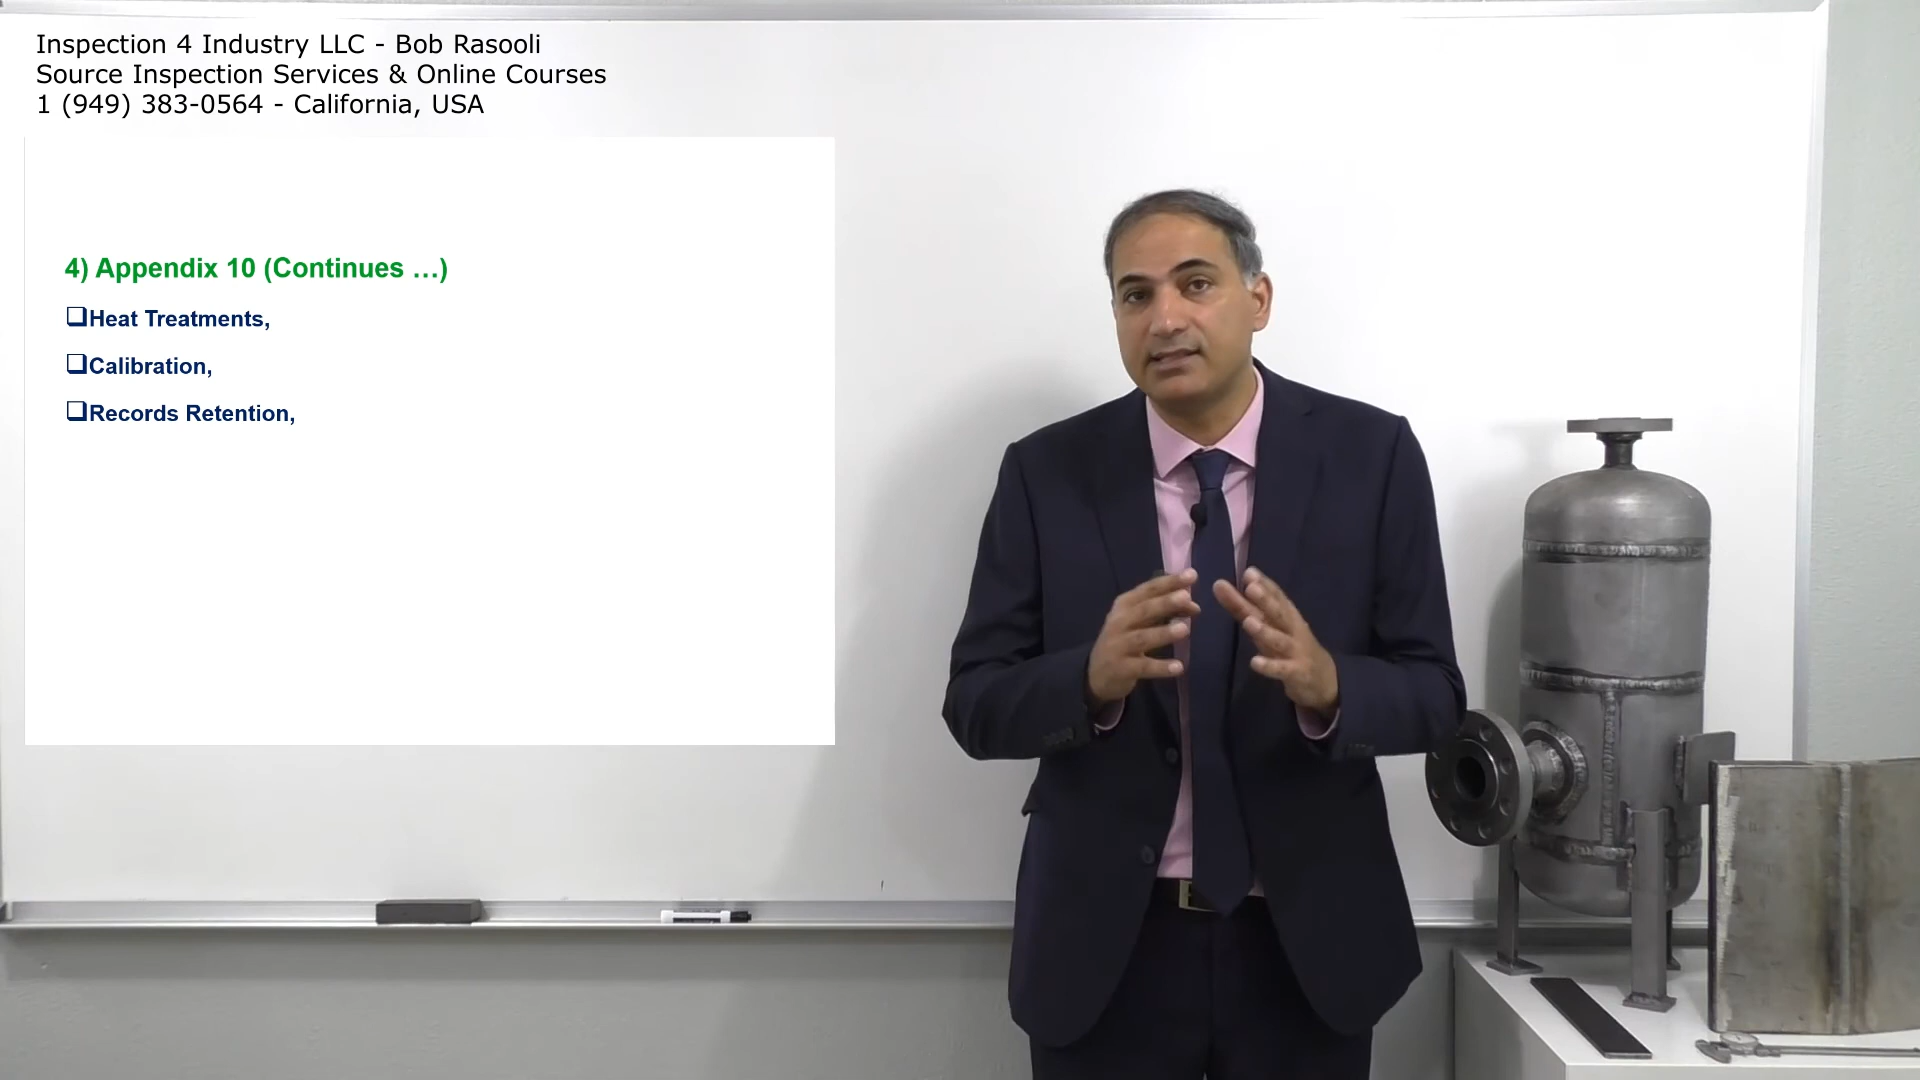 Inspection 4 Industry LLC - Bob Rasooli
Source Inspection Services & Online Courses
1 (949) 383-0564 - California, USA
4) Appendix 10 (Continues ...)
Heat Treatments,
Calibration,
Records Retention,